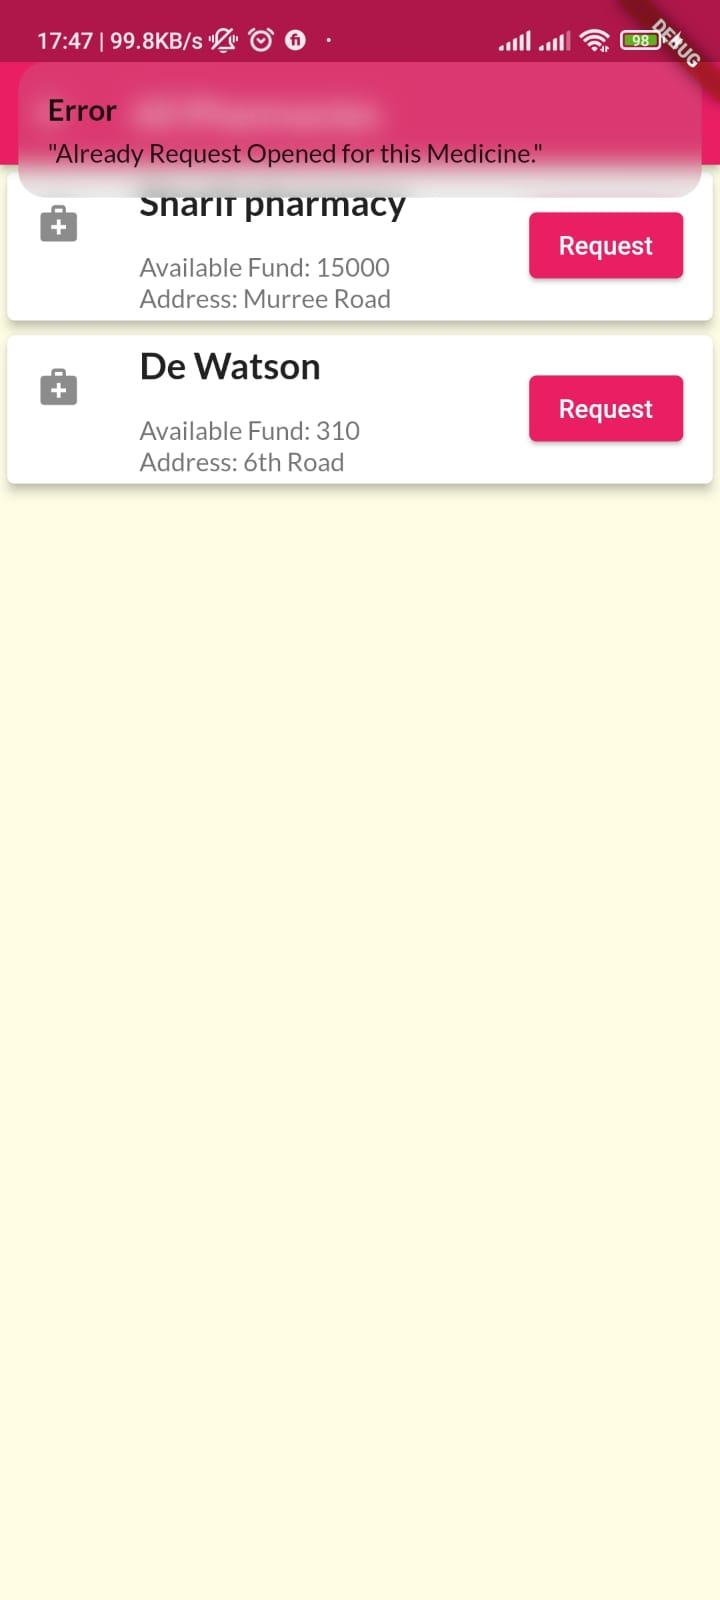 17:47 | 99.8KB/s
98
DEBUG
Error
"Already Request Opened for this Medicine."
Sharif pharmacy
Request
Available Fund: 15000
Address: Murree Road
De Watson
Request
Available Fund: 310
Address: 6th Road